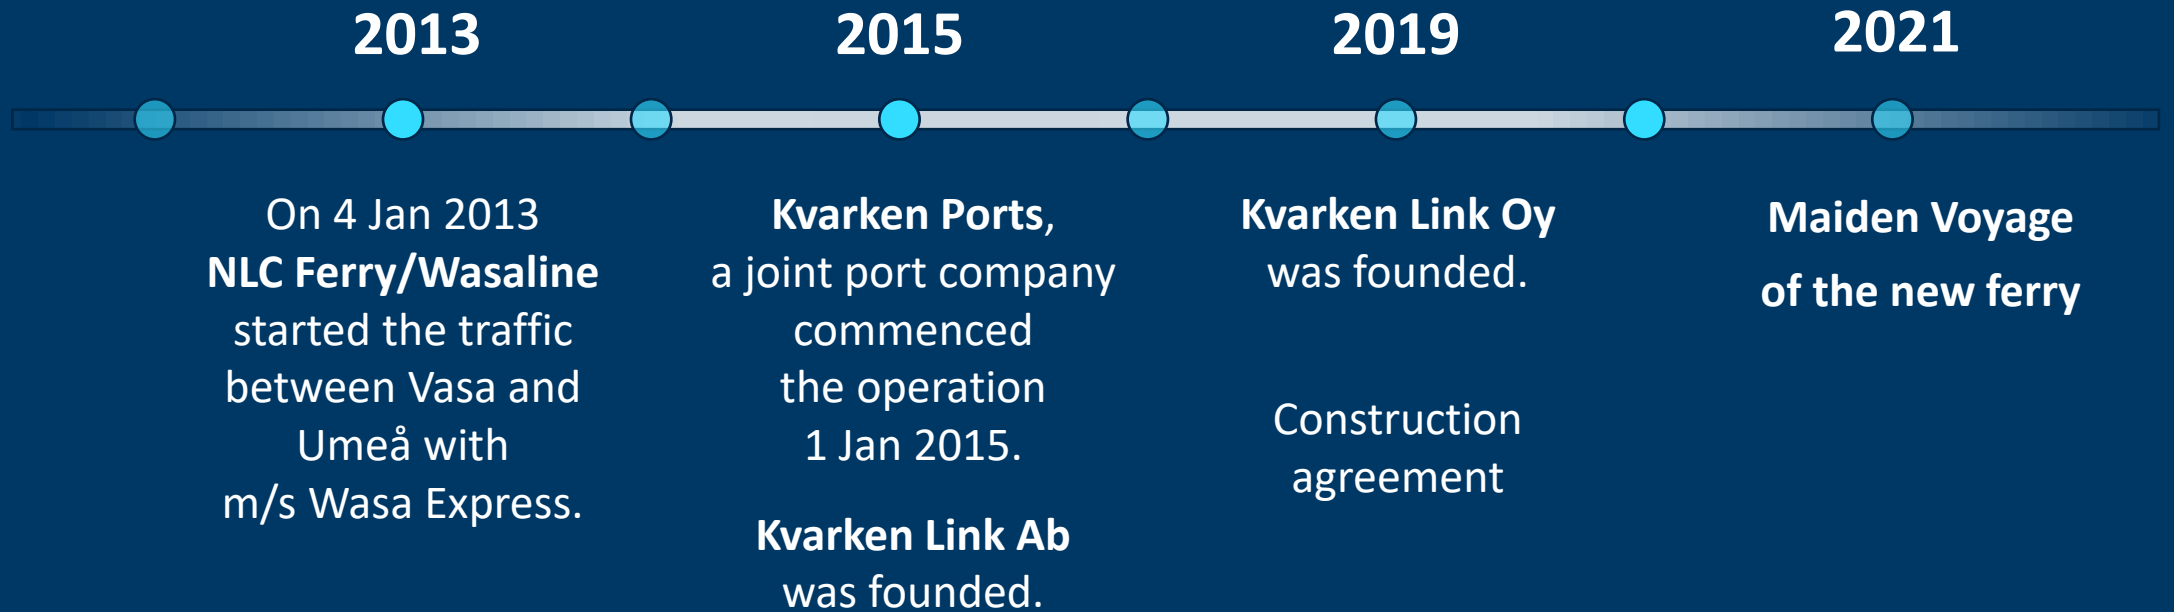 2013
On 4 Jan 2013
NLC Ferry/Wasaline
started the traffic
between Vasa and
Umeå with
m/s Wasa Express.
2015
Kvarken Ports,
a joint port company
commenced
the operation
1 Jan 2015.
Kvarken Link Ab
was founded.
2019
Kvarken Link Oy
was founded.
Construction
agreement
2021
Maiden Voyage
of the new ferry